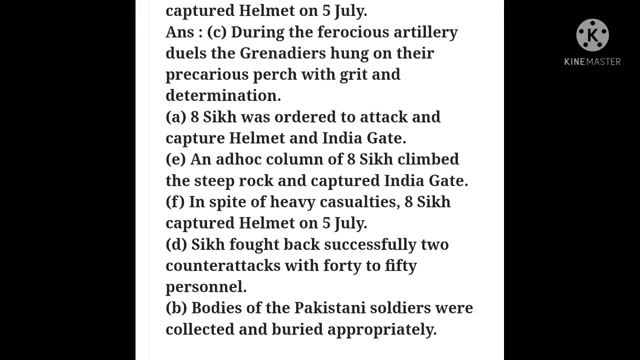 captured Helmet on 5 July.
Ans : (c) During the ferocious artillery
duels the Grenadiers hung on their
precarious perch with grit and
determination.
(a) 8 Sikh was ordered to attack and
capture Helmet and India Gate.
(e) An adhoc column of 8 Sikh climbed
the steep rock and captured India Gate.
(f) In spite of heavy casualties, 8 Sikh
captured Helmet on 5 July.
(d) Sikh fought back successfully two
counterattacks with forty to fifty
personnel.
(b) Bodies of the Pakistani soldiers were
collected and buried appropriately.
K
KINEMASTER